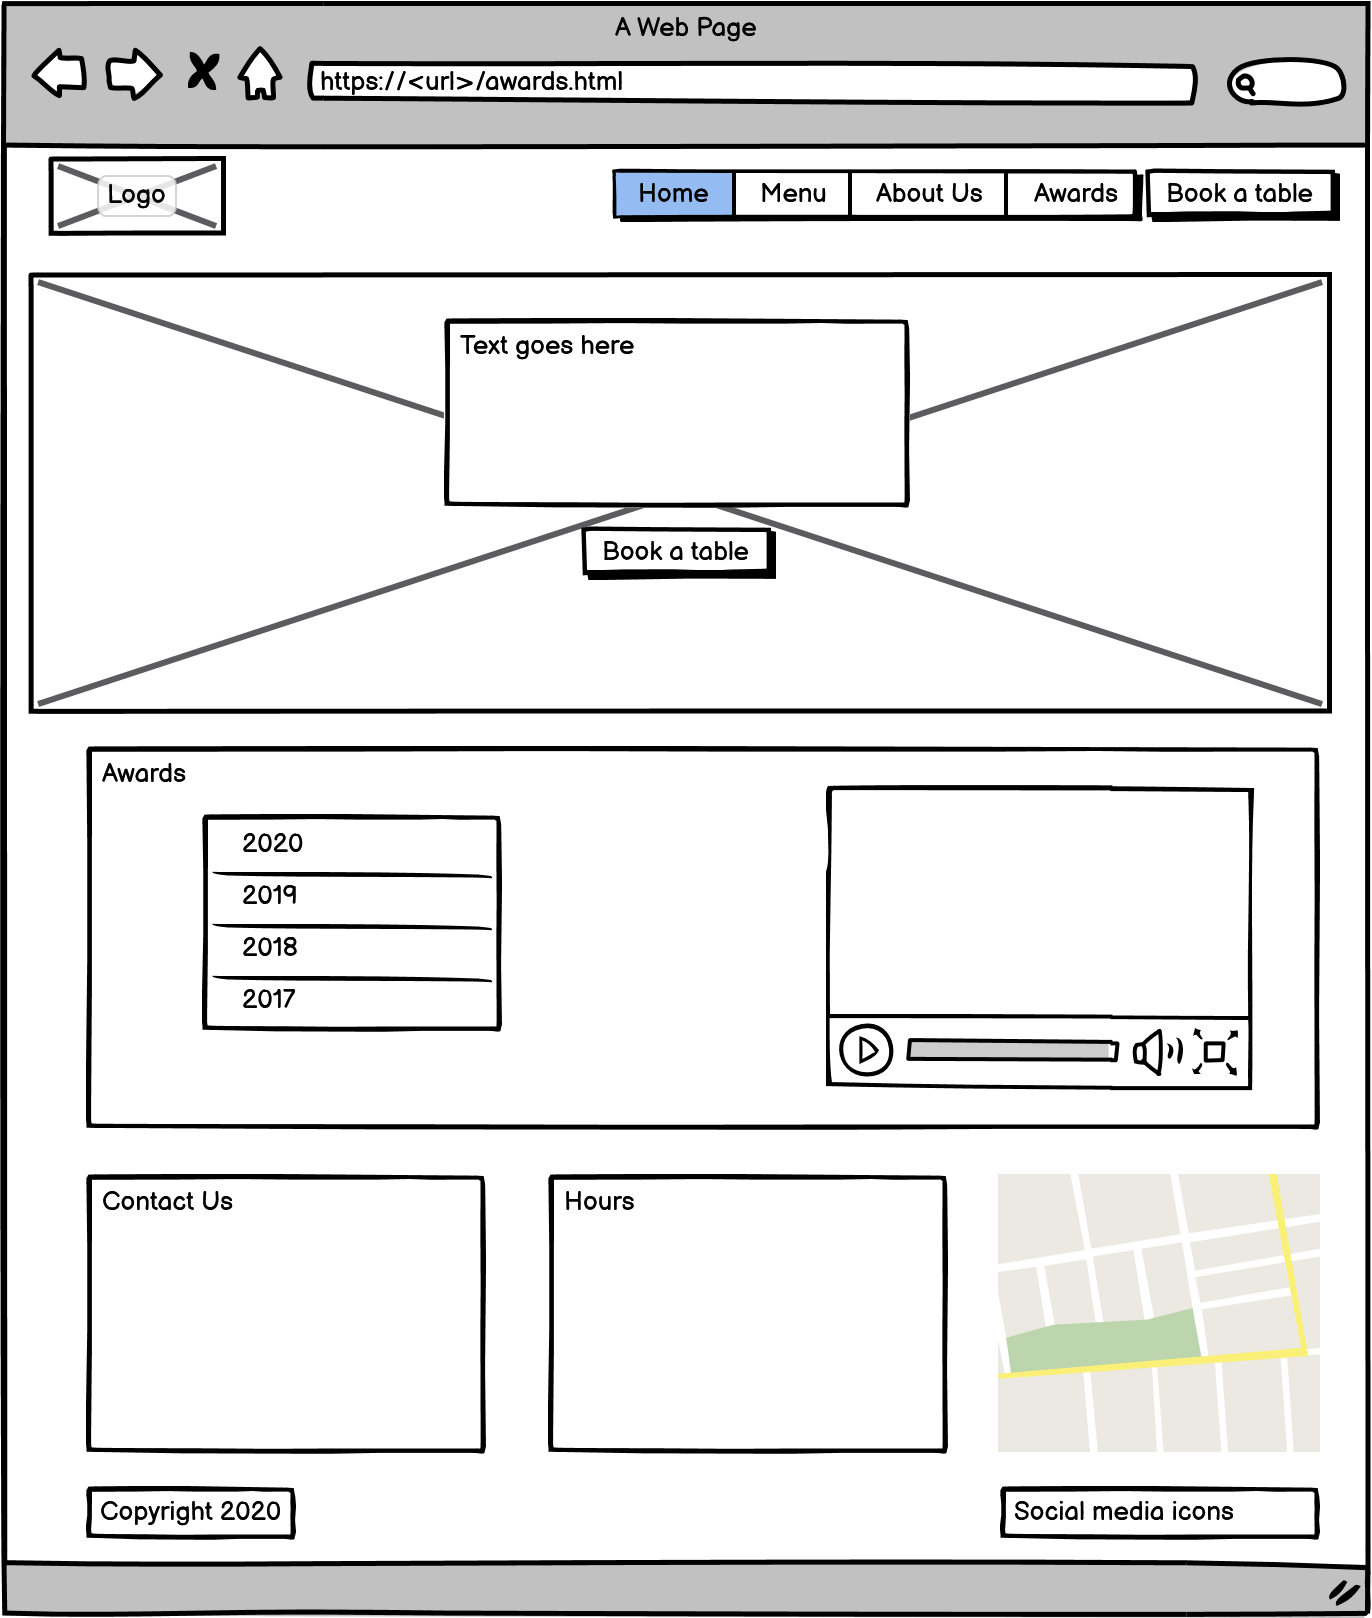 A Web Page
https://<url>/awards.html
Logo
Home
Menu
About Us
Awards
Book a table
Text goes here
Book a table
Awards
2020
2019
2018
2017
Contact Us
Hours
Copyright 2020
Social media icons